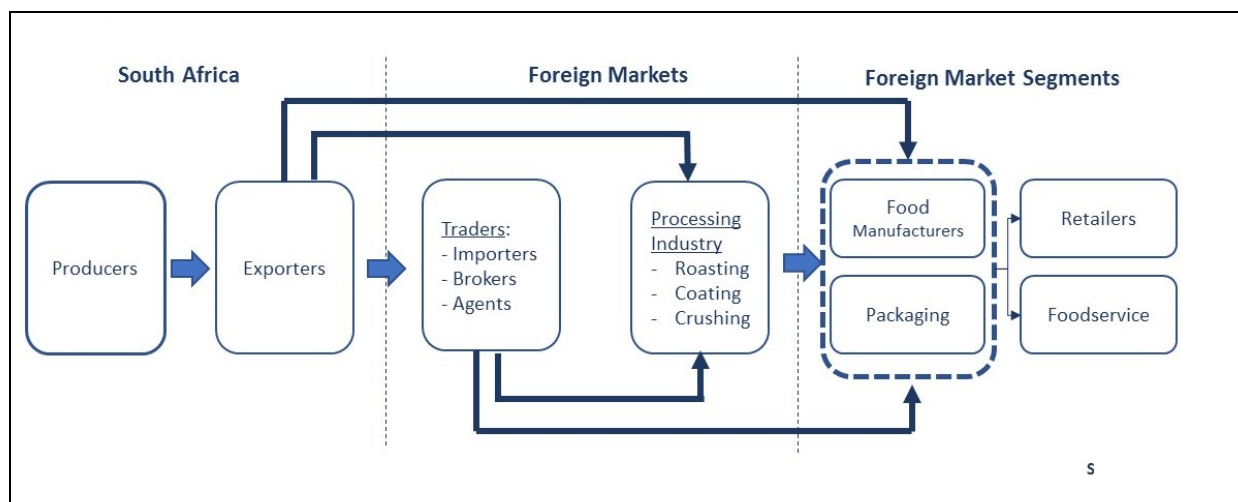 South Africa
Foreign Markets
Foreign Market Segments
Producers
Exporters
Traders:
- Importers
- Brokers
- Agents
Processing
Industry
- Roasting
- Coating
- Crushing
Food
Manufacturers
Packaging
Retailers
Foodservice
s